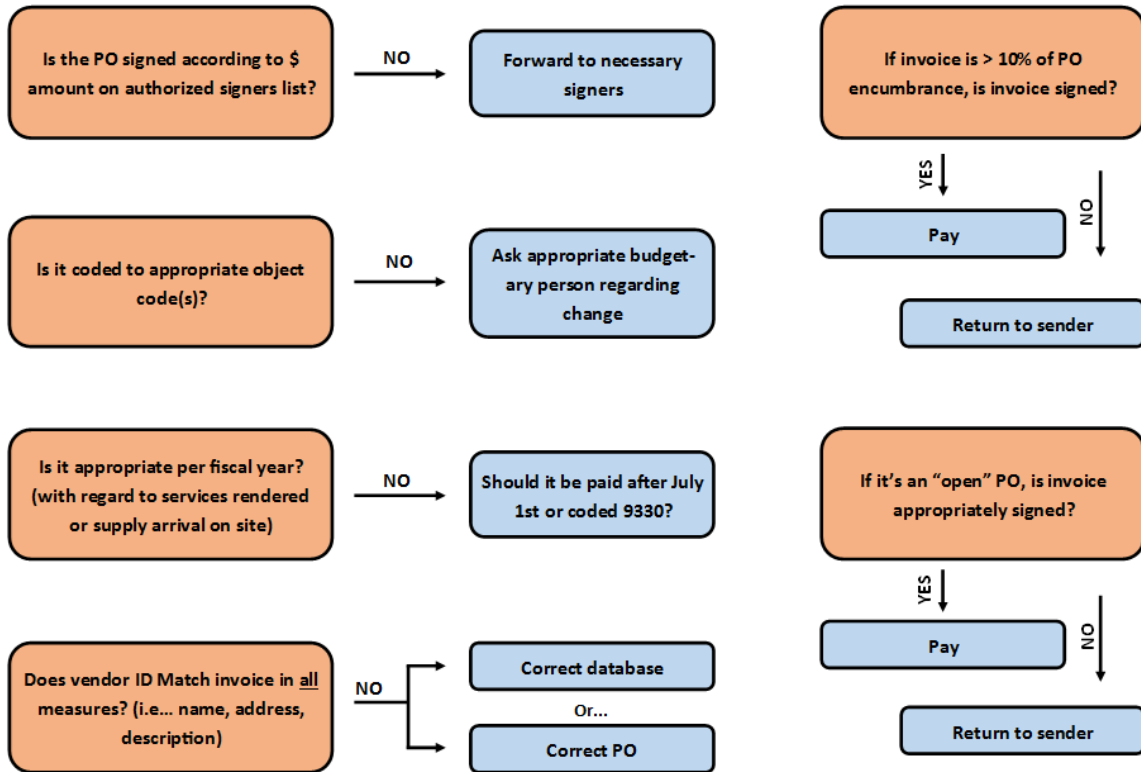 Is the PO signed according to $
amount on authorized signers list?
NO
Forward to necessary
signers
Is it coded to appropriate object
code(s)?
NO
Ask appropriate budget-
ary person regarding
change
Is it appropriate per fiscal year?
(with regard to services rendered
or supply arrival on site)
NO
Should it be paid after July
1st or coded 9330?
Does vendor ID Match invoice in all
measures? (i.e... name, address,
description)
NO
Correct database
Or...
Correct PO
If invoice is > 10% of PO
encumbrance, is invoice signed?
YES
NO
Pay
Return to sender
If it's an “open” PO, is invoice
appropriately signed?
YES
NO
Pay
Return to sender